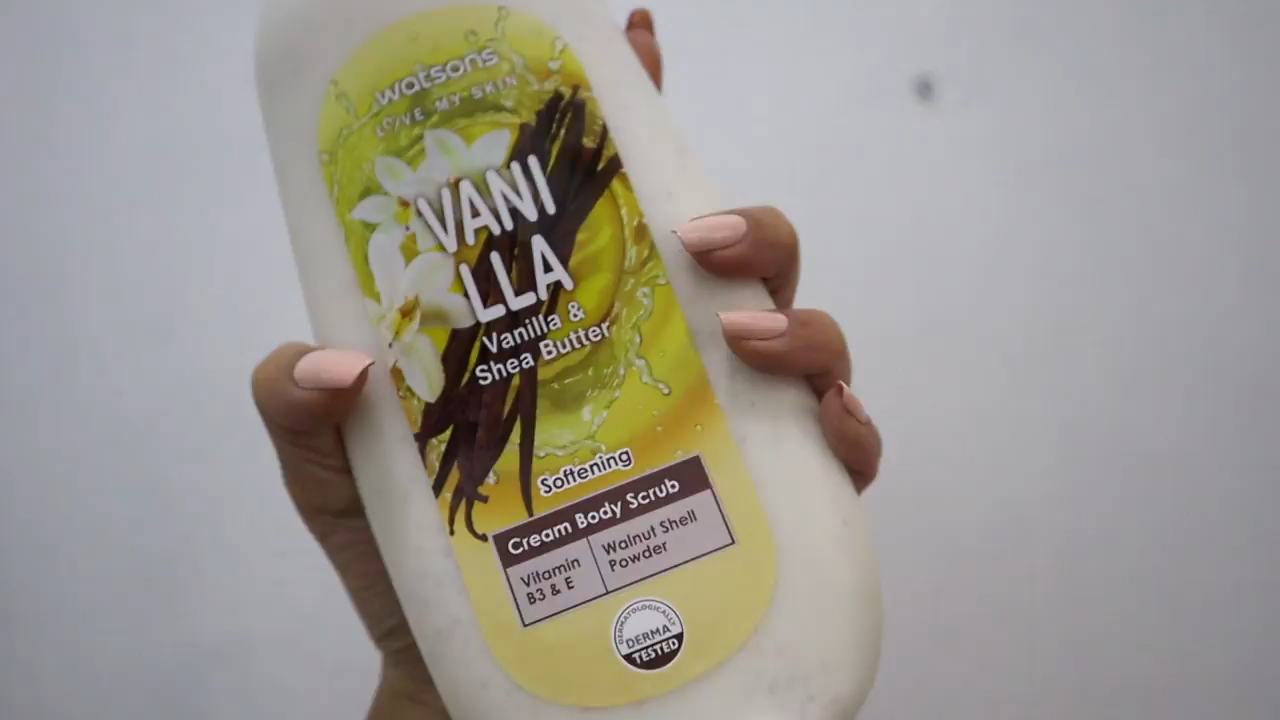 watsons
LOVE MY SKIN
VANI
LLA
Vanilla &
Shea Butter
Softening
Cream Body Scrub
Vitamin
B3 & E
Walnut Shell
Powder
DERMATOLOGICALLY
DERMA
TESTED